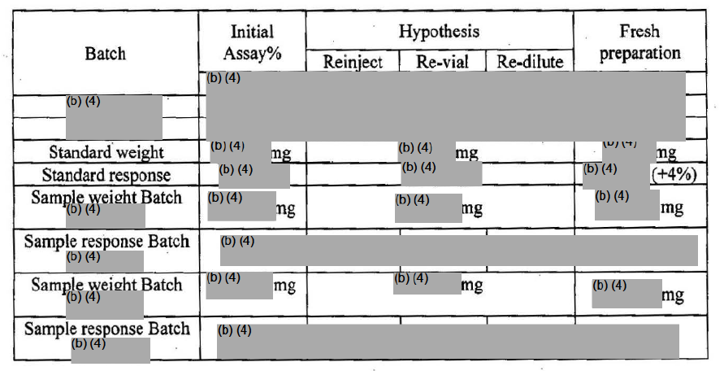 Batch Initial Assay% Hypothesis Fresh preparation
Reinject Re-vial Re-dilute
(b) (4)
(b) (4)
Standard weight (b) (4) mg (b) (4) mg (b) (4) mg
Standard response (b) (4) (b) (4) (b) (4) (+4%)
Sample weight Batch (b) (4) (b) (4) mg (b) (4) mg (b) (4) mg
Sample response Batch (b) (4) (b) (4)
Sample weight Batch (b) (4) (b) (4) mg (b) (4) mg (b) (4) mg
Sample response Batch (b) (4) (b) (4)